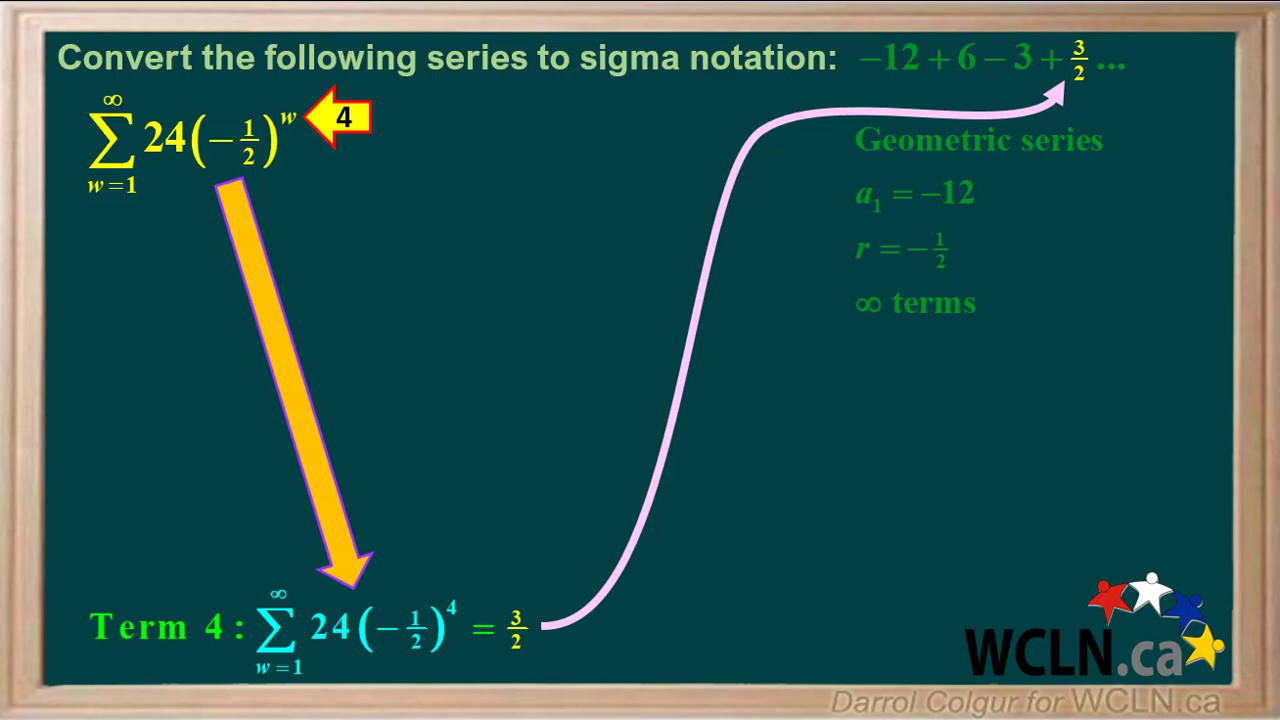 Convert the following series to sigma notation: −12 + 6 − 3 + 3/2 ...
∞
∑ 24(−1/2)^w 4
w = 1
Geometric series
a₁ = −12
r = −1/2
∞ terms
∞
Term 4 : ∑ 24(−1/2)^4 = 3/2
w = 1
WCLN.ca
Darrol Colgur for WCLN.ca